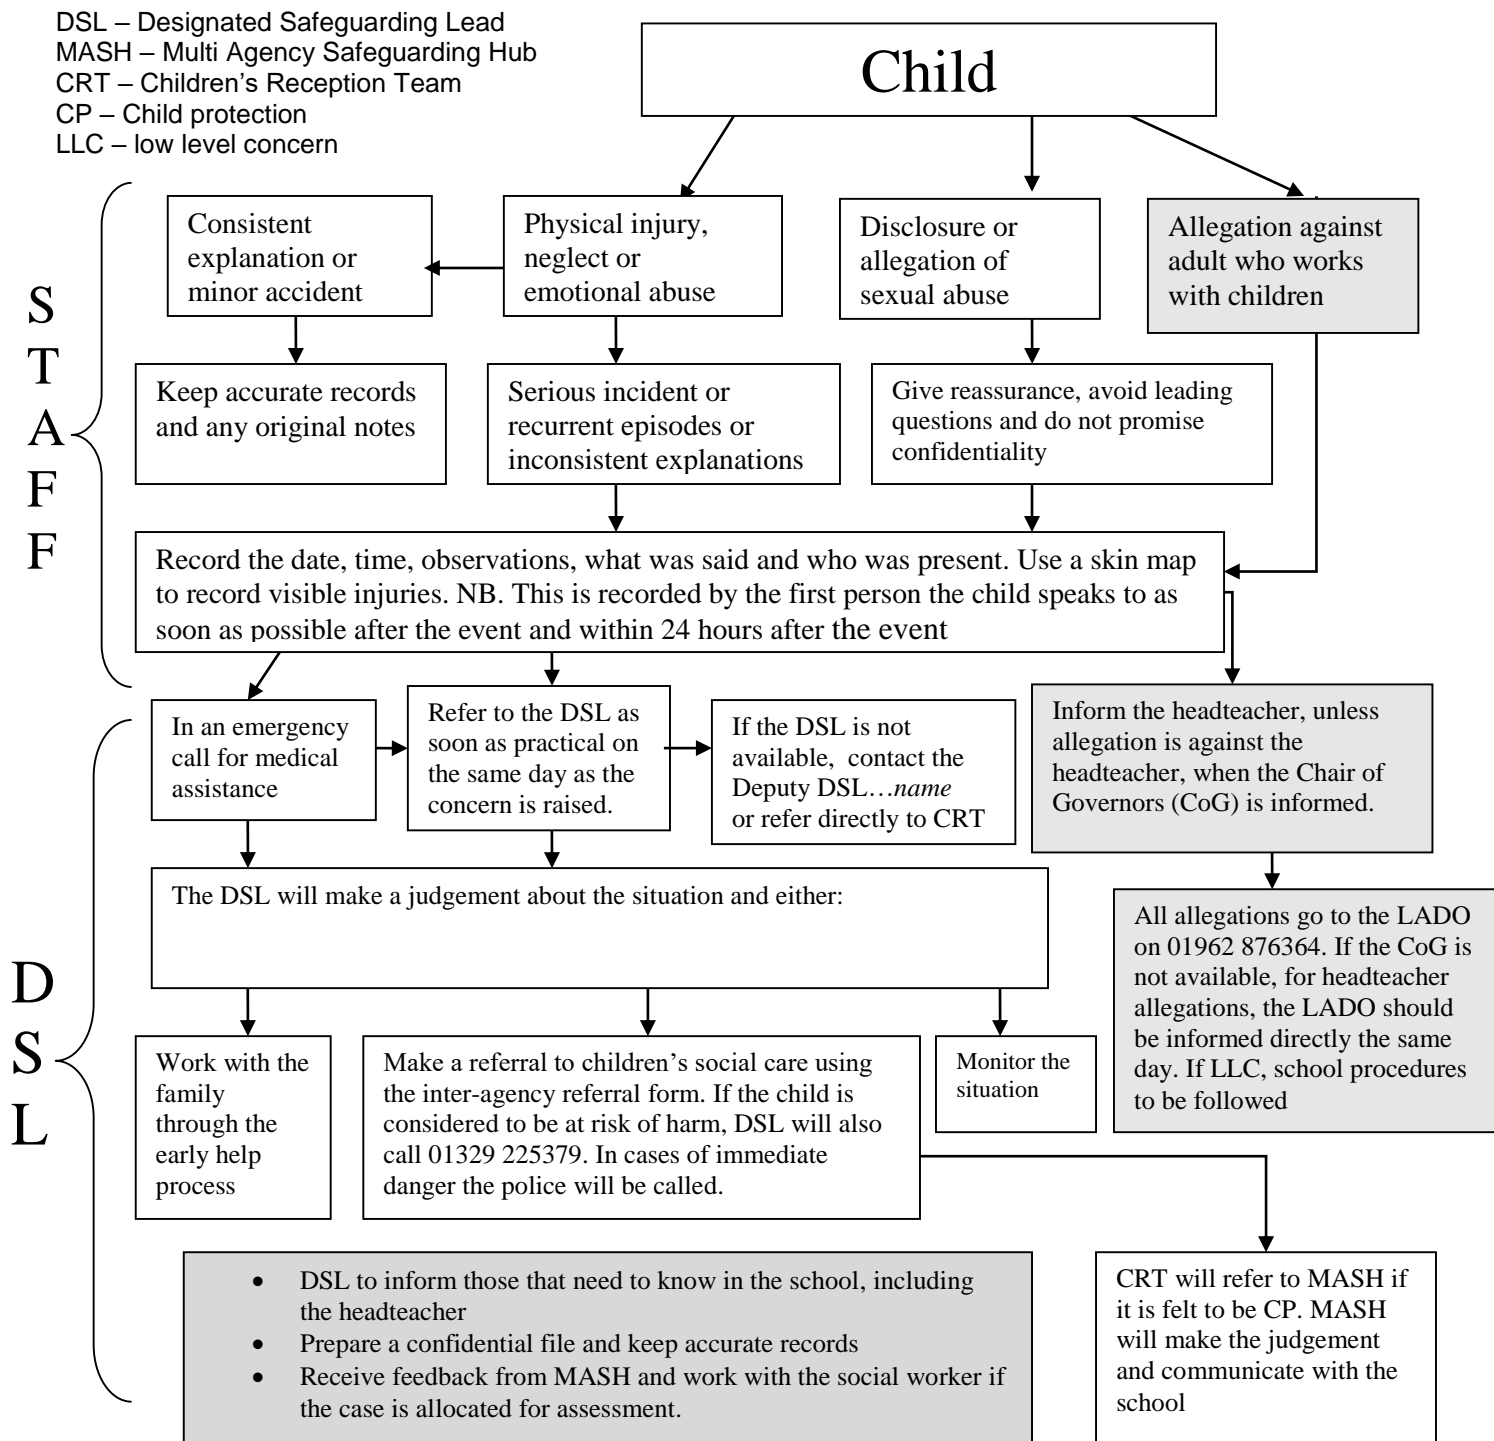 DSL – Designated Safeguarding Lead
MASH – Multi Agency Safeguarding Hub
CRT – Children's Reception Team
CP – Child protection
LLC – low level concern
Child
S
T
A
F
F
Consistent
explanation or
minor accident
Physical injury,
neglect or
emotional abuse
Disclosure or
allegation of
sexual abuse
Allegation against
adult who works
with children
Keep accurate records
and any original notes
Serious incident or
recurrent episodes or
inconsistent explanations
Give reassurance, avoid leading
questions and do not promise
confidentiality
Record the date, time, observations, what was said and who was present. Use a skin map
to record visible injuries. NB. This is recorded by the first person the child speaks to as
soon as possible after the event and within 24 hours after the event
D
S
L
In an emergency
call for medical
assistance
Refer to the DSL as
soon as practical on
the same day as the
concern is raised.
If the DSL is not
available, contact the
Deputy DSL…name
or refer directly to CRT
Inform the headteacher, unless
allegation is against the
headteacher, when the Chair of
Governors (CoG) is informed.
The DSL will make a judgement about the situation and either:
All allegations go to the LADO
on 01962 876364. If the CoG is
not available, for headteacher
allegations, the LADO should
be informed directly the same
day. If LLC, school procedures
to be followed
Work with the
family
through the
early help
process
Make a referral to children's social care using
the inter-agency referral form. If the child is
considered to be at risk of harm, DSL will also
call 01329 225379. In cases of immediate
danger the police will be called.
Monitor the
situation
• DSL to inform those that need to know in the school, including
the headteacher
• Prepare a confidential file and keep accurate records
• Receive feedback from MASH and work with the social worker if
the case is allocated for assessment.
CRT will refer to MASH if
it is felt to be CP. MASH
will make the judgement
and communicate with the
school